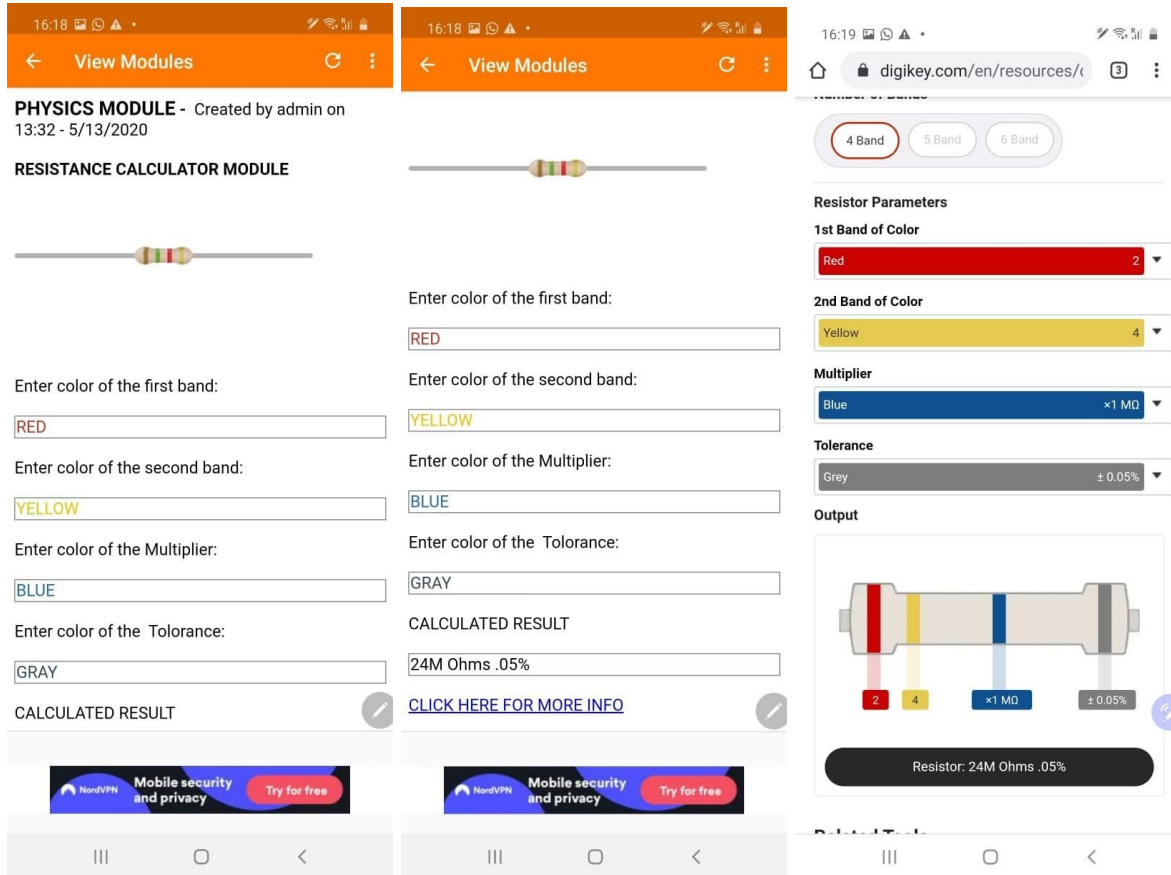 16:18
View Modules
PHYSICS MODULE - Created by admin on
13:32 - 5/13/2020
RESISTANCE CALCULATOR MODULE
Enter color of the first band:
RED
Enter color of the second band:
YELLOW
Enter color of the Multiplier:
BLUE
Enter color of the Tolorance:
GRAY
CALCULATED RESULT
NordVPN
Mobile security
and privacy
Try for free
16:18
View Modules
Enter color of the first band:
RED
Enter color of the second band:
YELLOW
Enter color of the Multiplier:
BLUE
Enter color of the Tolorance:
GRAY
CALCULATED RESULT
24M Ohms .05%
CLICK HERE FOR MORE INFO
NordVPN
Mobile security
and privacy
Try for free
16:19
digikey.com/en/resources/ 3
Number of Bands
4 Band 5 Band 6 Band
Resistor Parameters
1st Band of Color
Red 2
2nd Band of Color
Yellow 4
Multiplier
Blue ×1 MΩ
Tolerance
Grey ± 0.05%
Output
2 4 ×1 MΩ ± 0.05%
Resistor: 24M Ohms .05%
Related Tools